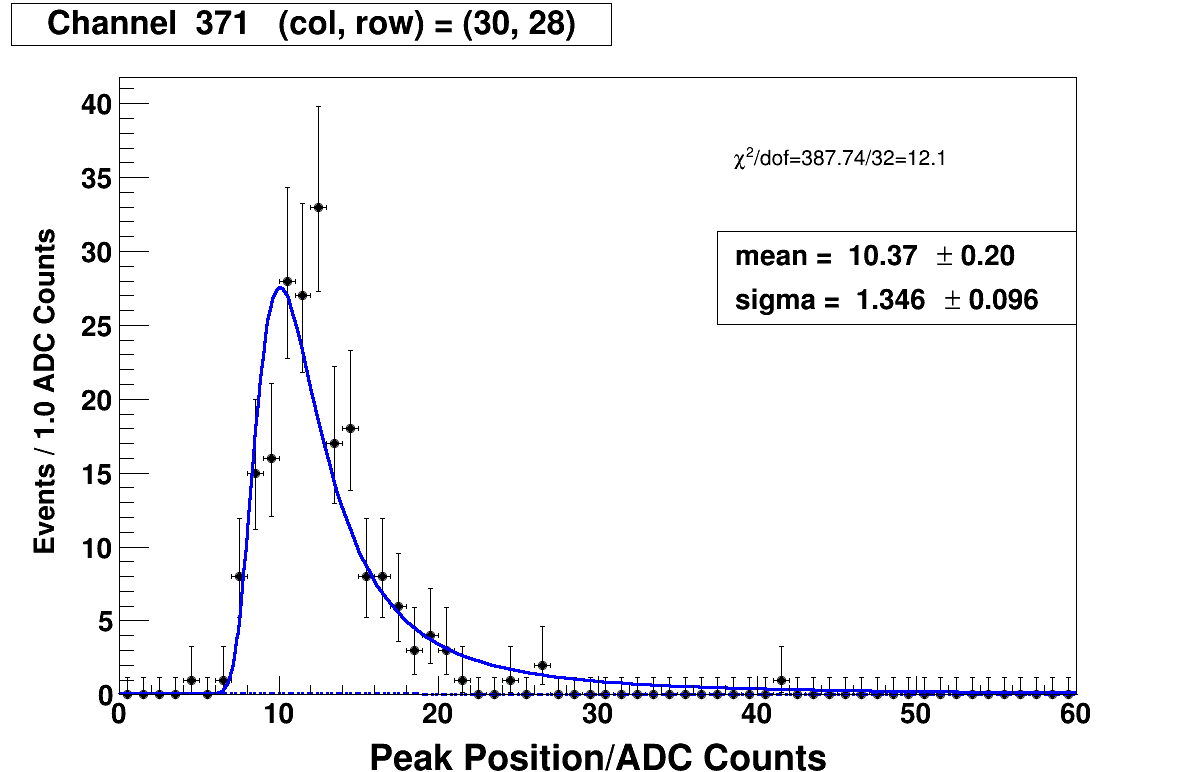 Channel 371 (col, row) = (30, 28)
Events / 1.0 ADC Counts
40
35
30
25
20
15
10
5
0
χ²/dof=387.74/32=12.1
mean = 10.37 ± 0.20
sigma = 1.346 ± 0.096
0 10 20 30 40 50 60
Peak Position/ADC Counts